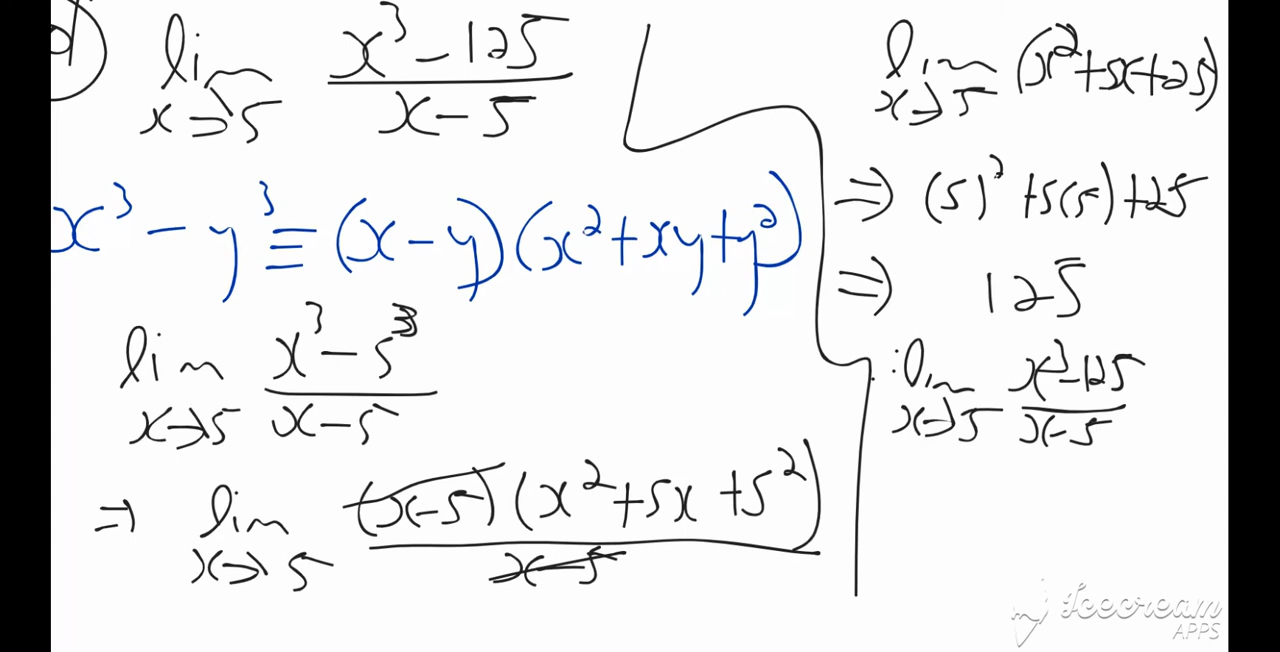 d) lim x→5 (x³ - 125)/(x - 5)
x³ - y³ ≡ (x - y)(x² + xy + y²)
lim x→5 (x³ - 5³)/(x - 5)
⇒ lim x→5 (x-5)(x² + 5x + 5²)/(x-5)
lim x→5 (x² + 5x + 25)
⇒ (5)² + 5(5) + 25
⇒ 125
∴ lim x→5 (x³ - 125)/(x - 5)
Icecream
APPS